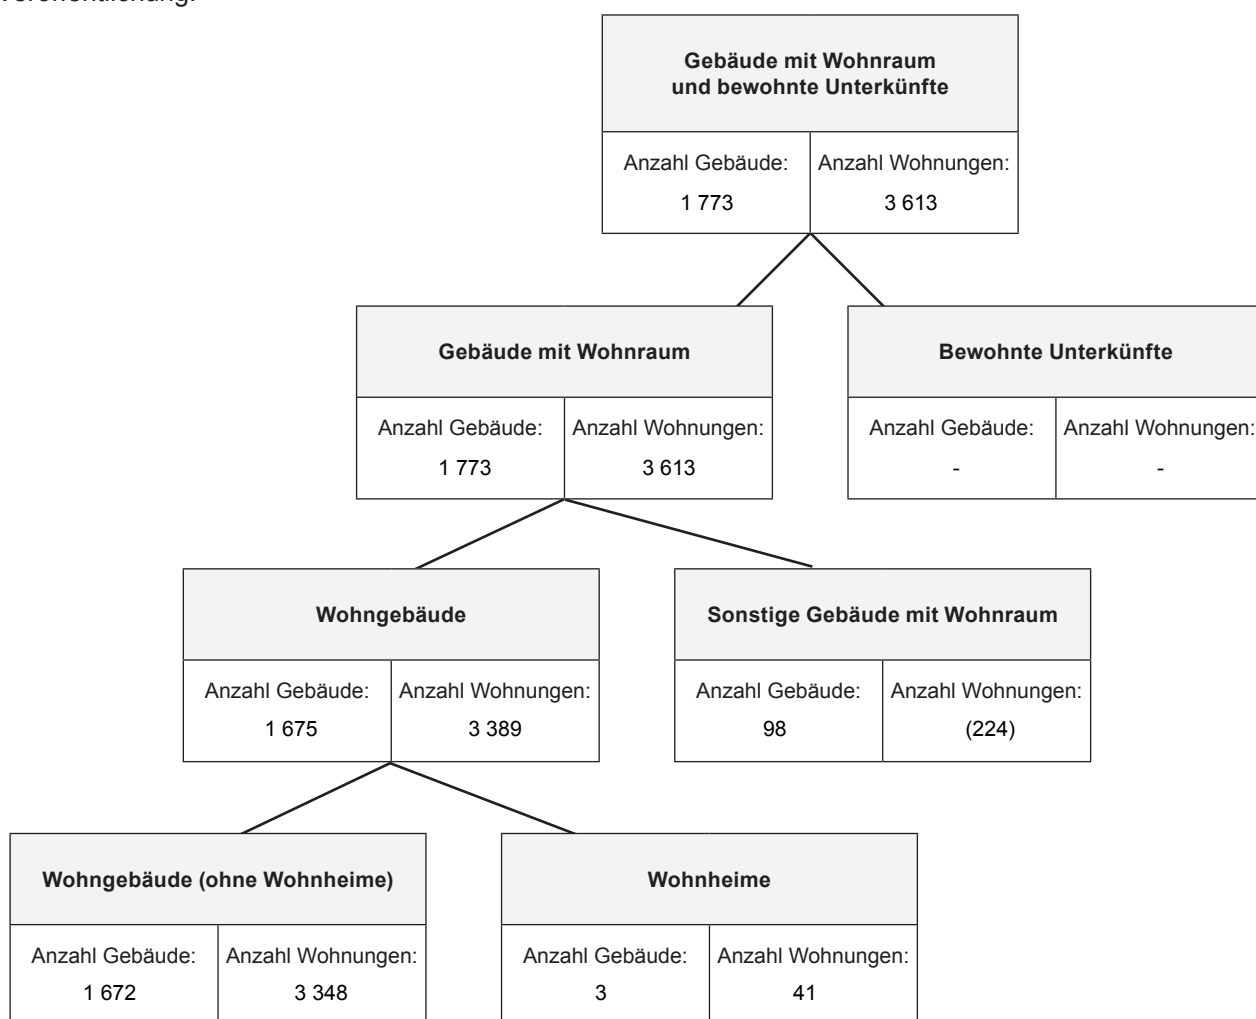 Veröffentlichung.
Gebäude mit Wohnraum
und bewohnte Unterkünfte
Anzahl Gebäude: Anzahl Wohnungen:
1 773 3 613
Gebäude mit Wohnraum Bewohnte Unterkünfte
Anzahl Gebäude: Anzahl Wohnungen: Anzahl Gebäude: Anzahl Wohnungen:
1 773 3 613 - -
Wohngebäude Sonstige Gebäude mit Wohnraum
Anzahl Gebäude: Anzahl Wohnungen: Anzahl Gebäude: Anzahl Wohnungen:
1 675 3 389 98 (224)
Wohngebäude (ohne Wohnheime) Wohnheime
Anzahl Gebäude: Anzahl Wohnungen: Anzahl Gebäude: Anzahl Wohnungen:
1 672 3 348 3 41